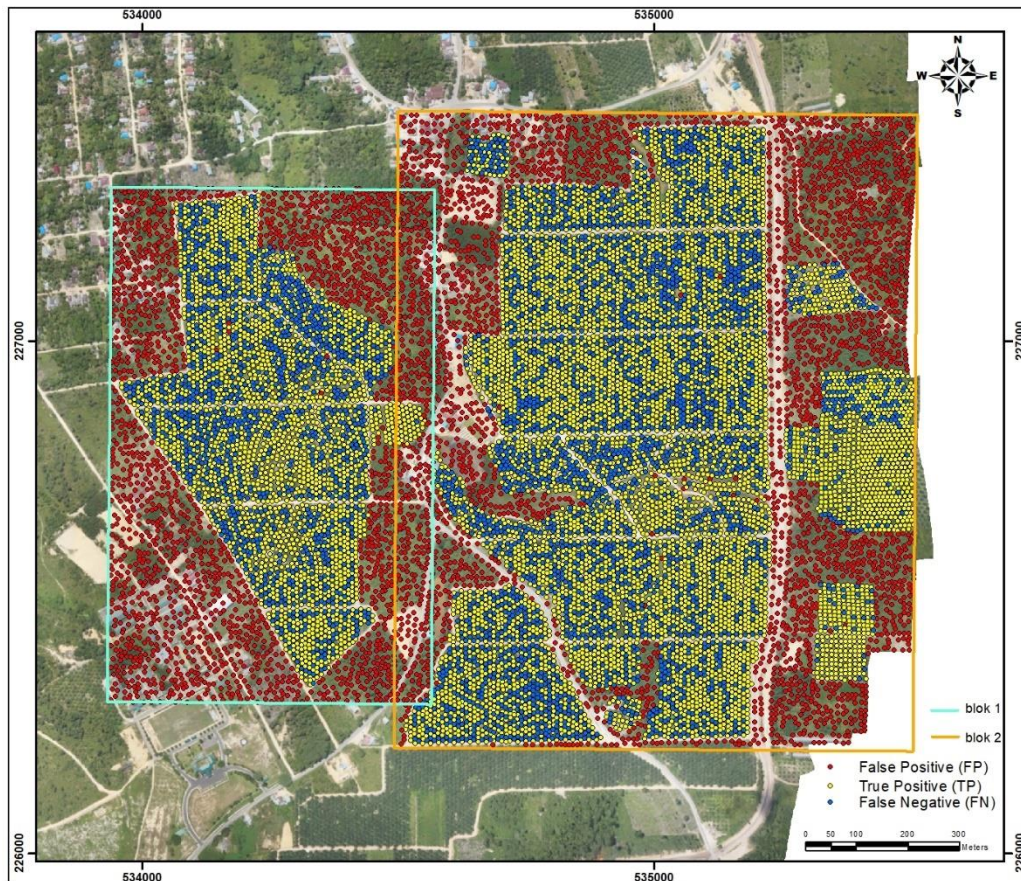 534000
535000
N
W
E
S
227000
227000
blok 1
blok 2
False Positive (FP)
True Positive (TP)
False Negative (FN)
0 50 100 200 300
Meters
226000
226000
534000
535000